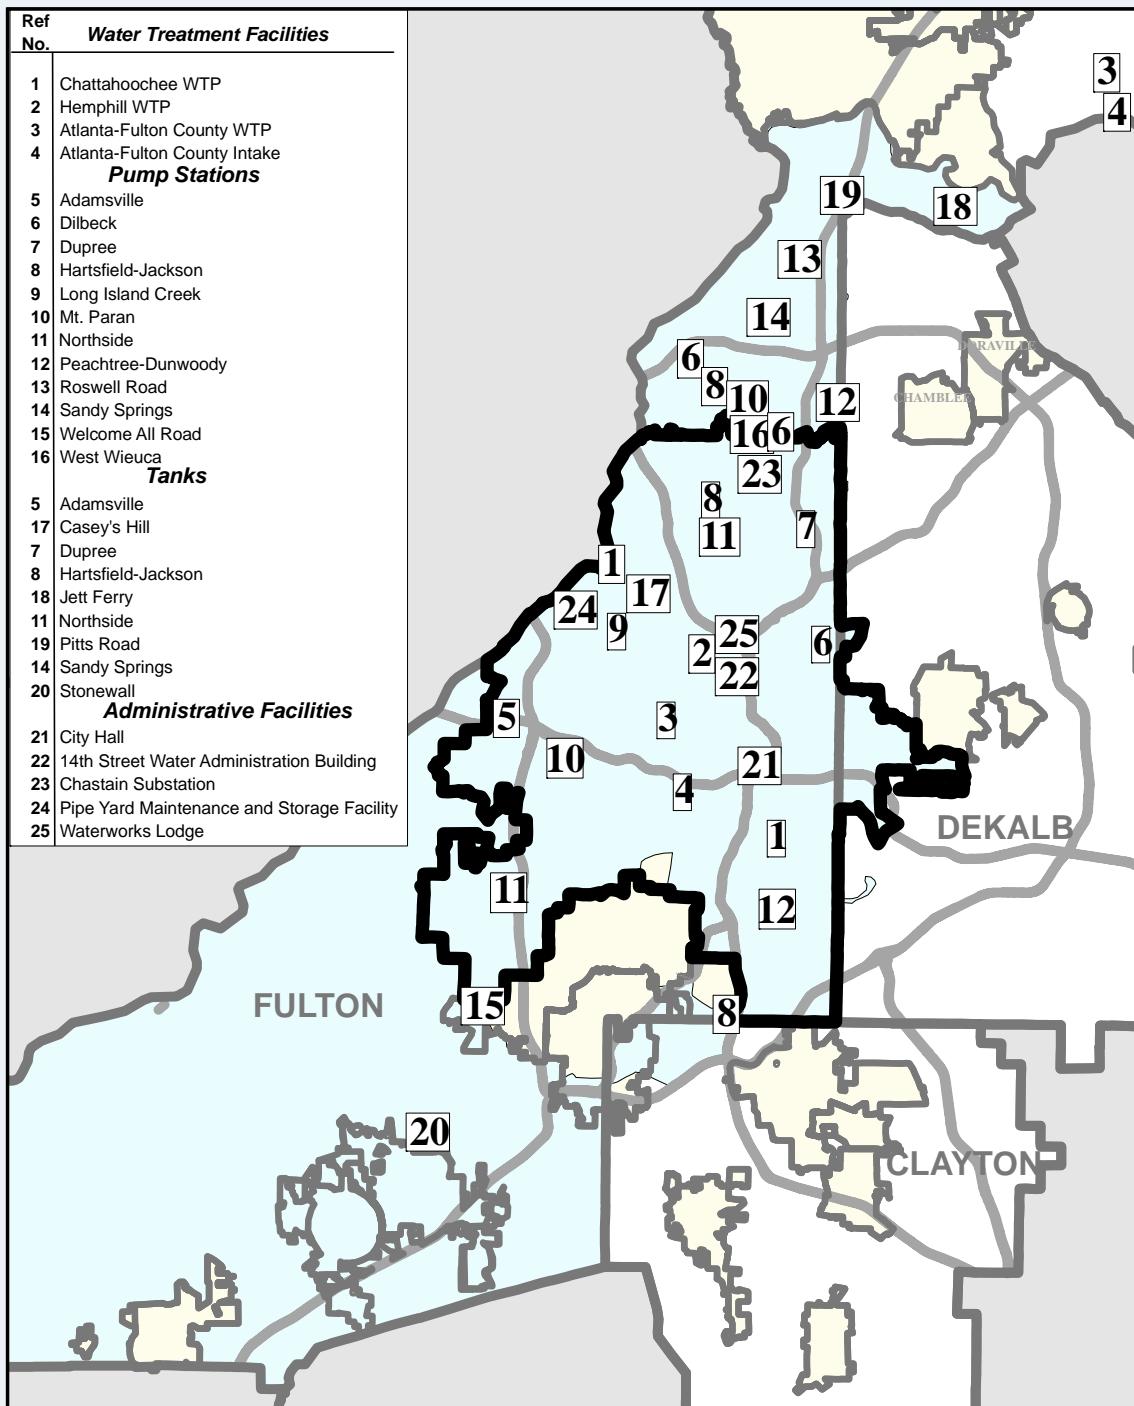 Ref
No.
Water Treatment Facilities
1 Chattahoochee WTP
2 Hemphill WTP
3 Atlanta-Fulton County WTP
4 Atlanta-Fulton County Intake
Pump Stations
5 Adamsville
6 Dilbeck
7 Dupree
8 Hartsfield-Jackson
9 Long Island Creek
10 Mt. Paran
11 Northside
12 Peachtree-Dunwoody
13 Roswell Road
14 Sandy Springs
15 Welcome All Road
16 West Wieuca
Tanks
5 Adamsville
17 Casey's Hill
7 Dupree
8 Hartsfield-Jackson
18 Jett Ferry
11 Northside
19 Pitts Road
14 Sandy Springs
20 Stonewall
Administrative Facilities
21 City Hall
22 14th Street Water Administration Building
23 Chastain Substation
24 Pipe Yard Maintenance and Storage Facility
25 Waterworks Lodge
3
4
19
18
13
14
DORAVILLE
6
8
10
12
CHAMBLEE
16
6
23
8
7
11
1
17
24
9
25
2
6
22
5
3
10
21
4
1
DEKALB
11
12
FULTON
15
8
20
CLAYTON